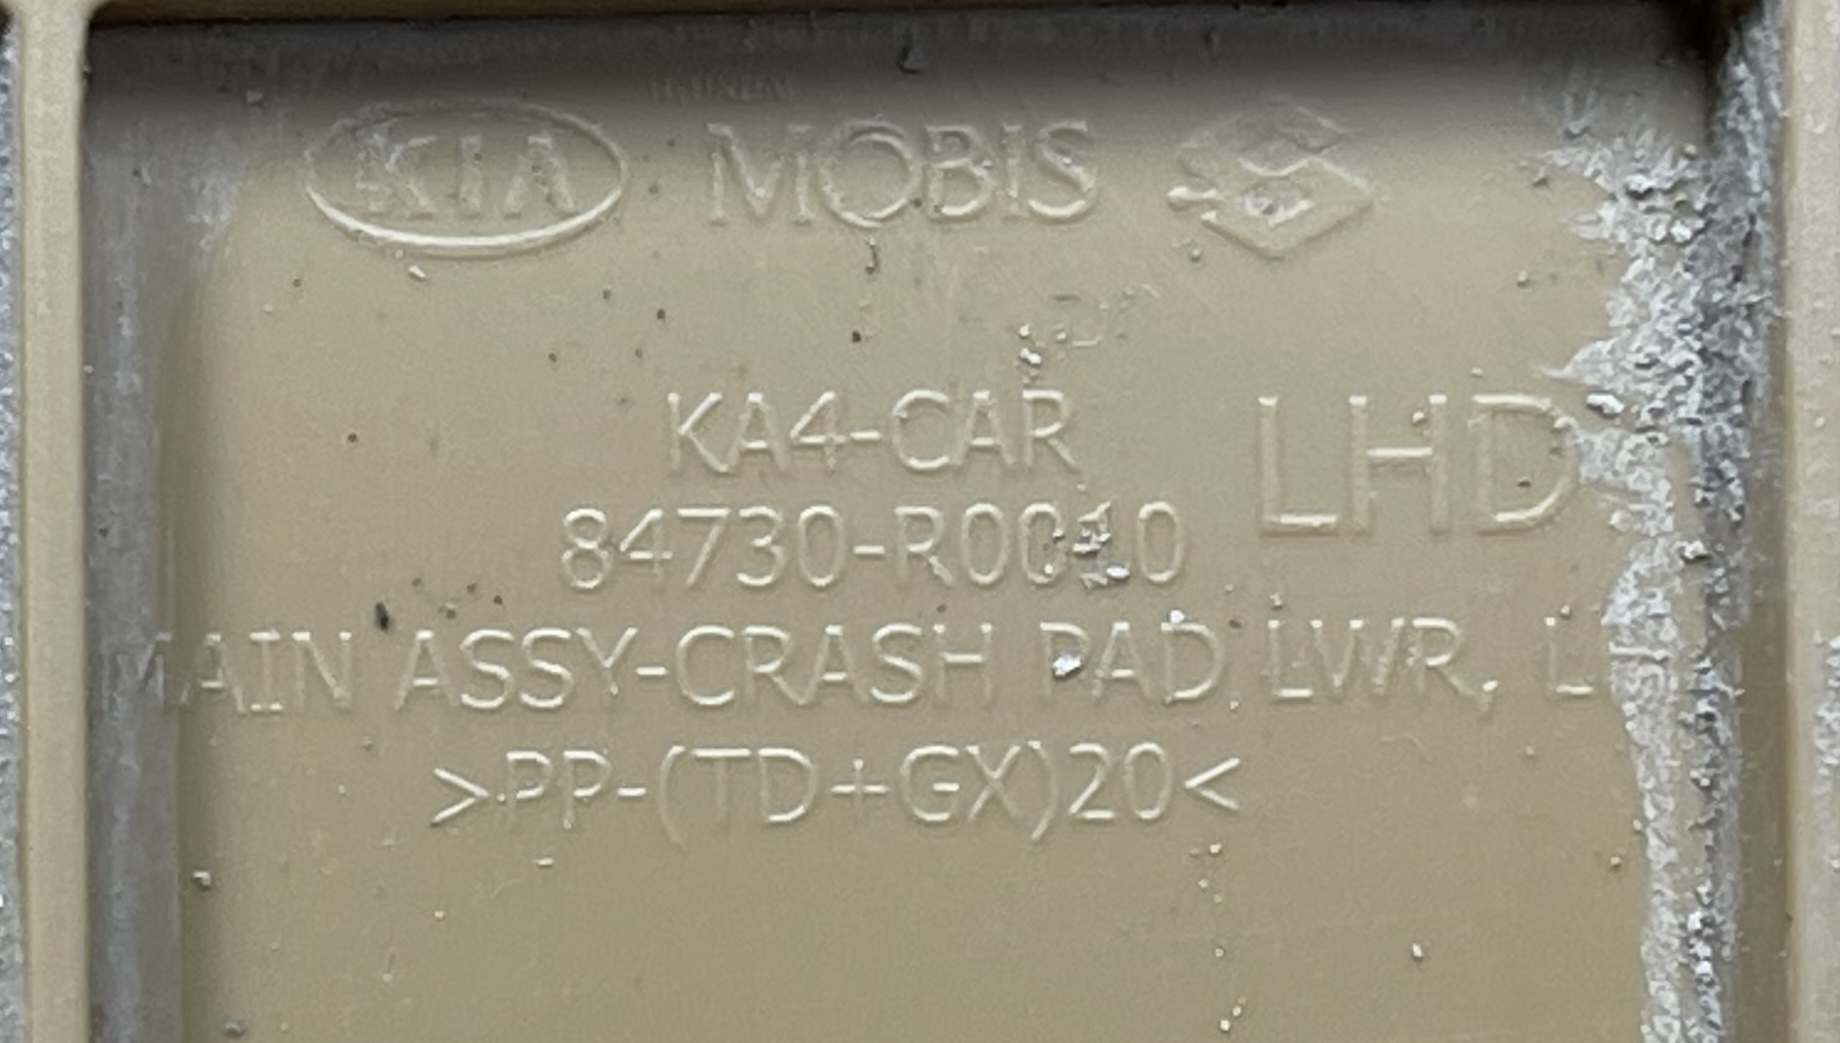 KIA MOBIS
KA4-CAR
LHD
84730-R0010
MAIN ASSY-CRASH PAD LWR, L
>PP-(TD+GX)20<